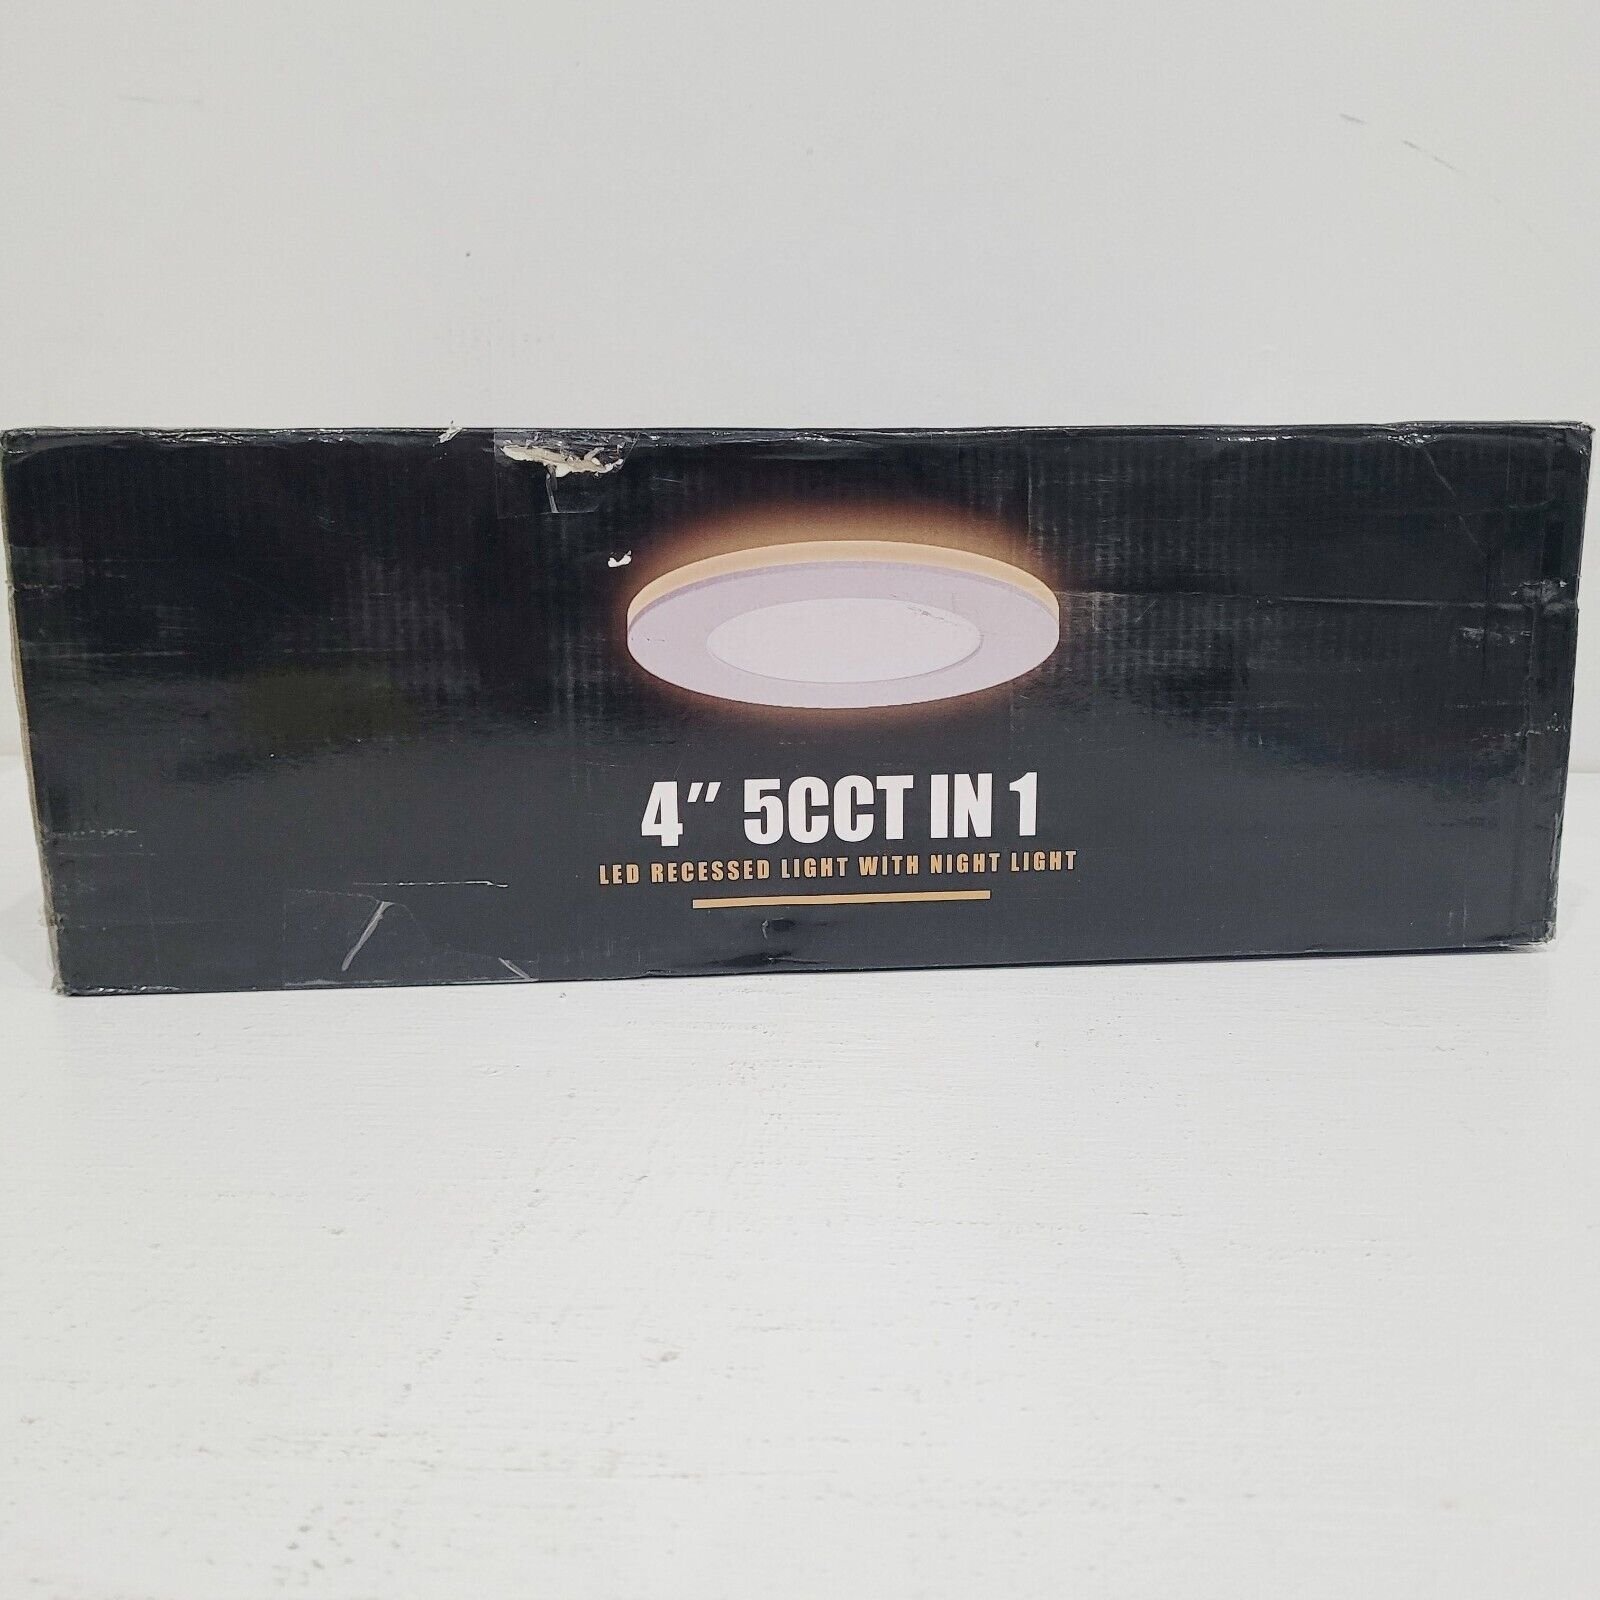 4″ 5CCT IN 1
LED RECESSED LIGHT WITH NIGHT LIGHT